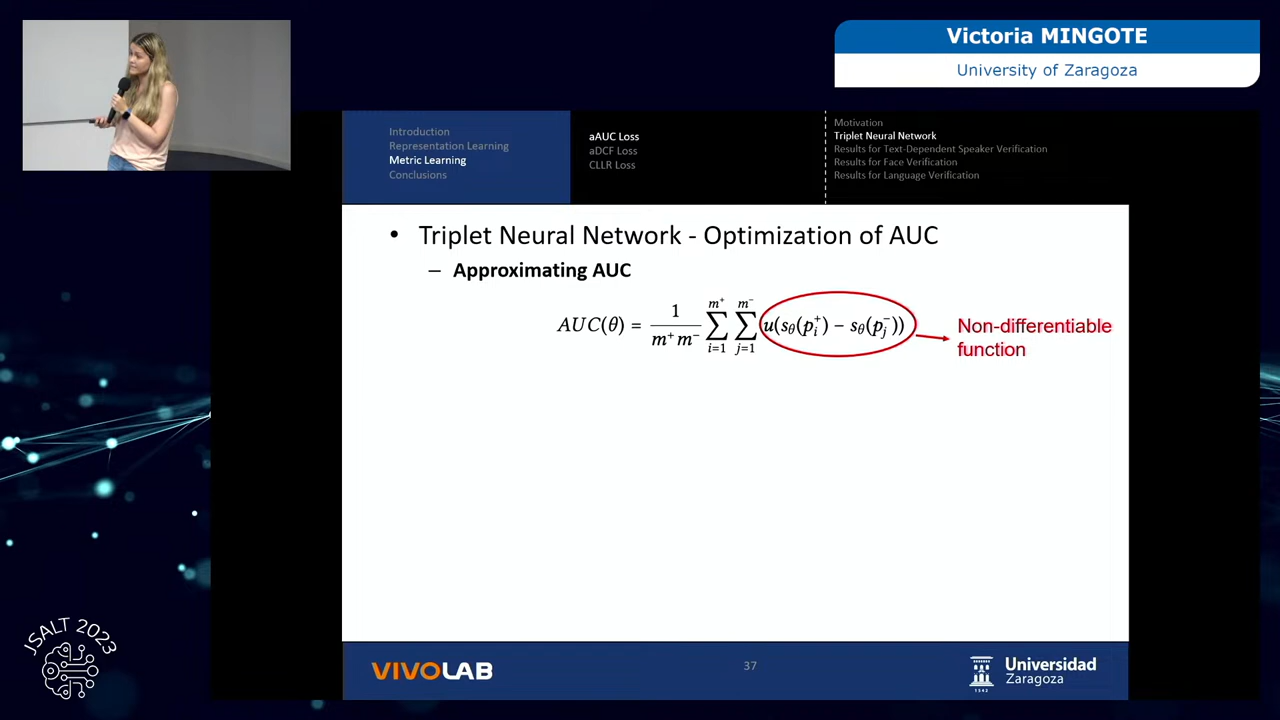 Victoria MINGOTE
University of Zaragoza
Introduction
Representation Learning
Metric Learning
Conclusions
aAUC Loss
aDCF Loss
CLLR Loss
Motivation
Triplet Neural Network
Results for Text-Dependent Speaker Verification
Results for Face Verification
Results for Language Verification
• Triplet Neural Network - Optimization of AUC
– Approximating AUC
AUC(θ) = 1/(m⁺m⁻) ∑_{i=1}^{m⁺} ∑_{j=1}^{m⁻} u(s_θ(p_i⁺) − s_θ(p_j⁻))
Non-differentiable
function
JSALT 2023
VIVOLAB
37
1542
Universidad
Zaragoza